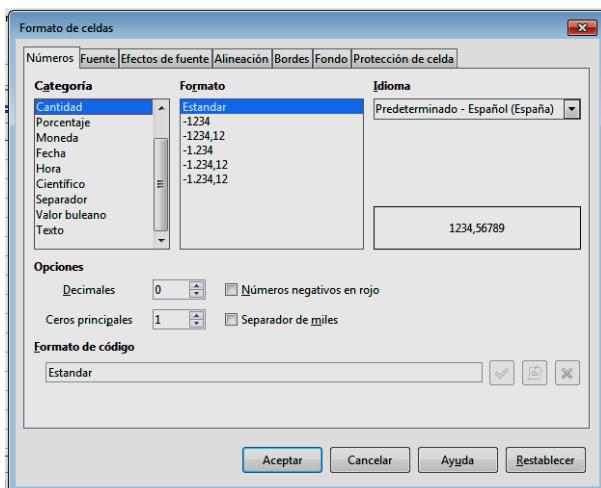 Formato de celdas
Números Fuente Efectos de fuente Alineación Bordes Fondo Protección de celda
Categoría Formato Idioma
Cantidad
Porcentaje
Moneda
Fecha
Hora
Científico
Separador
Valor buleano
Texto
Estandar
-1234
-1234,12
-1.234
-1.234,12
-1.234,12
Predeterminado - Español (España)
1234,56789
Opciones
Decimales 0 Números negativos en rojo
Ceros principales 1 Separador de miles
Formato de código
Estandar
Aceptar Cancelar Ayuda Restablecer